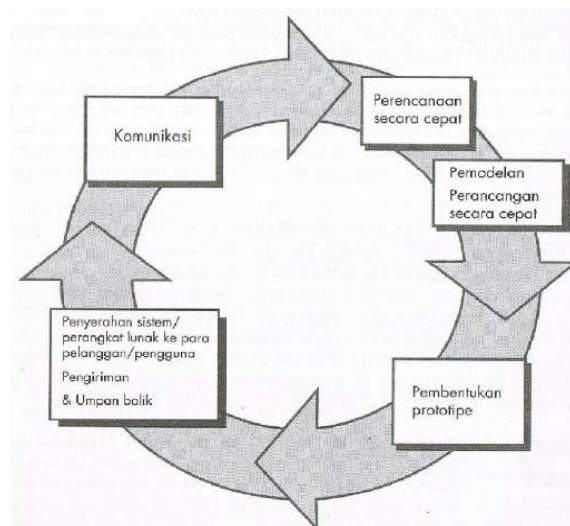 Komunikasi
Perencanaan
secara cepat
Pemodelan
Perancangan
secara cepat
Pembentukan
prototipe
Penyerahan sistem/
perangkat lunak ke para
pelanggan/pengguna
Pengiriman
& Umpan balik